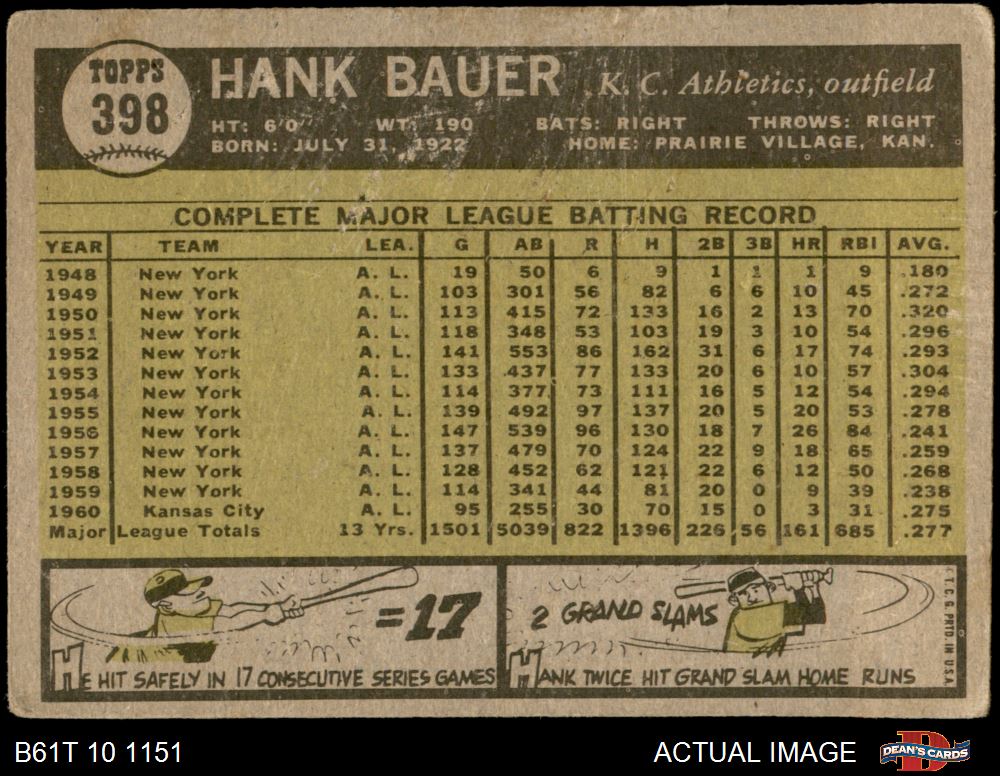 TOPPS
398
HANK BAUER K. C. Athletics, outfield
HT: 6'0" WT: 190 BATS: RIGHT THROWS: RIGHT
BORN: JULY 31, 1922 HOME: PRAIRIE VILLAGE, KAN.
COMPLETE MAJOR LEAGUE BATTING RECORD
YEAR TEAM LEA. G AB R H 2B 3B HR RBI AVG.
1948 New York A. L. 19 50 6 9 1 1 1 9 .180
1949 New York A. L. 103 301 56 82 6 6 10 45 .272
1950 New York A. L. 113 415 72 133 16 2 13 70 .320
1951 New York A. L. 118 348 53 103 19 3 10 54 .296
1952 New York A. L. 141 553 86 162 31 6 17 74 .293
1953 New York A. L. 133 437 77 133 20 6 10 57 .304
1954 New York A. L. 114 377 73 111 16 5 12 54 .294
1955 New York A. L. 139 492 97 137 20 5 20 53 .278
1956 New York A. L. 147 539 96 130 18 7 26 84 .241
1957 New York A. L. 137 479 70 124 22 9 18 65 .259
1958 New York A. L. 128 452 62 121 22 6 12 50 .268
1959 New York A. L. 114 341 44 81 20 0 9 39 .238
1960 Kansas City A. L. 95 255 30 70 15 0 3 31 .275
Major League Totals 13 Yrs. 1501 5039 822 1396 226 56 161 685 .277
=17
HE HIT SAFELY IN 17 CONSECUTIVE SERIES GAMES
2 GRAND SLAMS
HANK TWICE HIT GRAND SLAM HOME RUNS
T. C. G. PRTD. IN U.S.A.
B61T 10 1151
ACTUAL IMAGE
DEAN'S CARDS